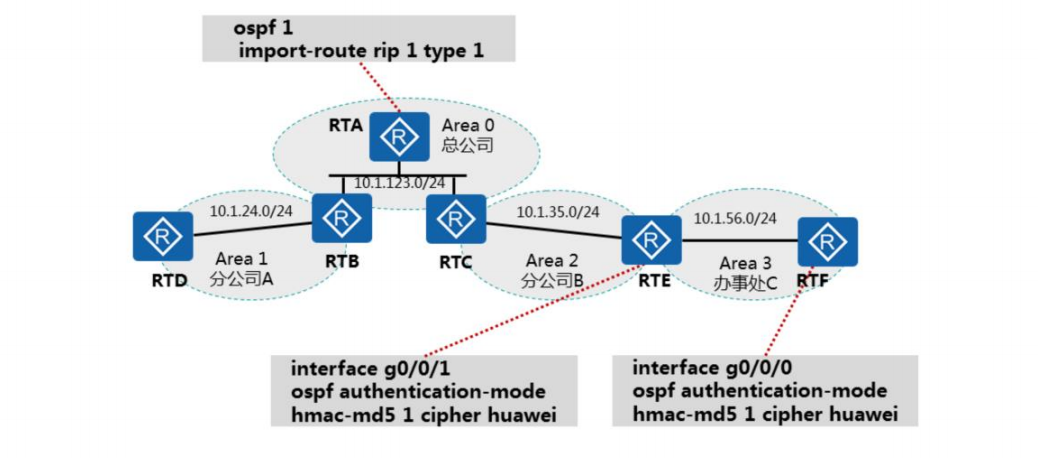 ospf 1
import-route rip 1 type 1
RTA
Area 0
总公司
10.1.123.0/24
10.1.24.0/24
10.1.35.0/24
10.1.56.0/24
R
R
R
R
R
R
Area 1
分公司A
RTD
RTB
RTC
Area 2
分公司B
RTE
Area 3
办事处C
RTF
interface g0/0/1
ospf authentication-mode
hmac-md5 1 cipher huawei
interface g0/0/0
ospf authentication-mode
hmac-md5 1 cipher huawei